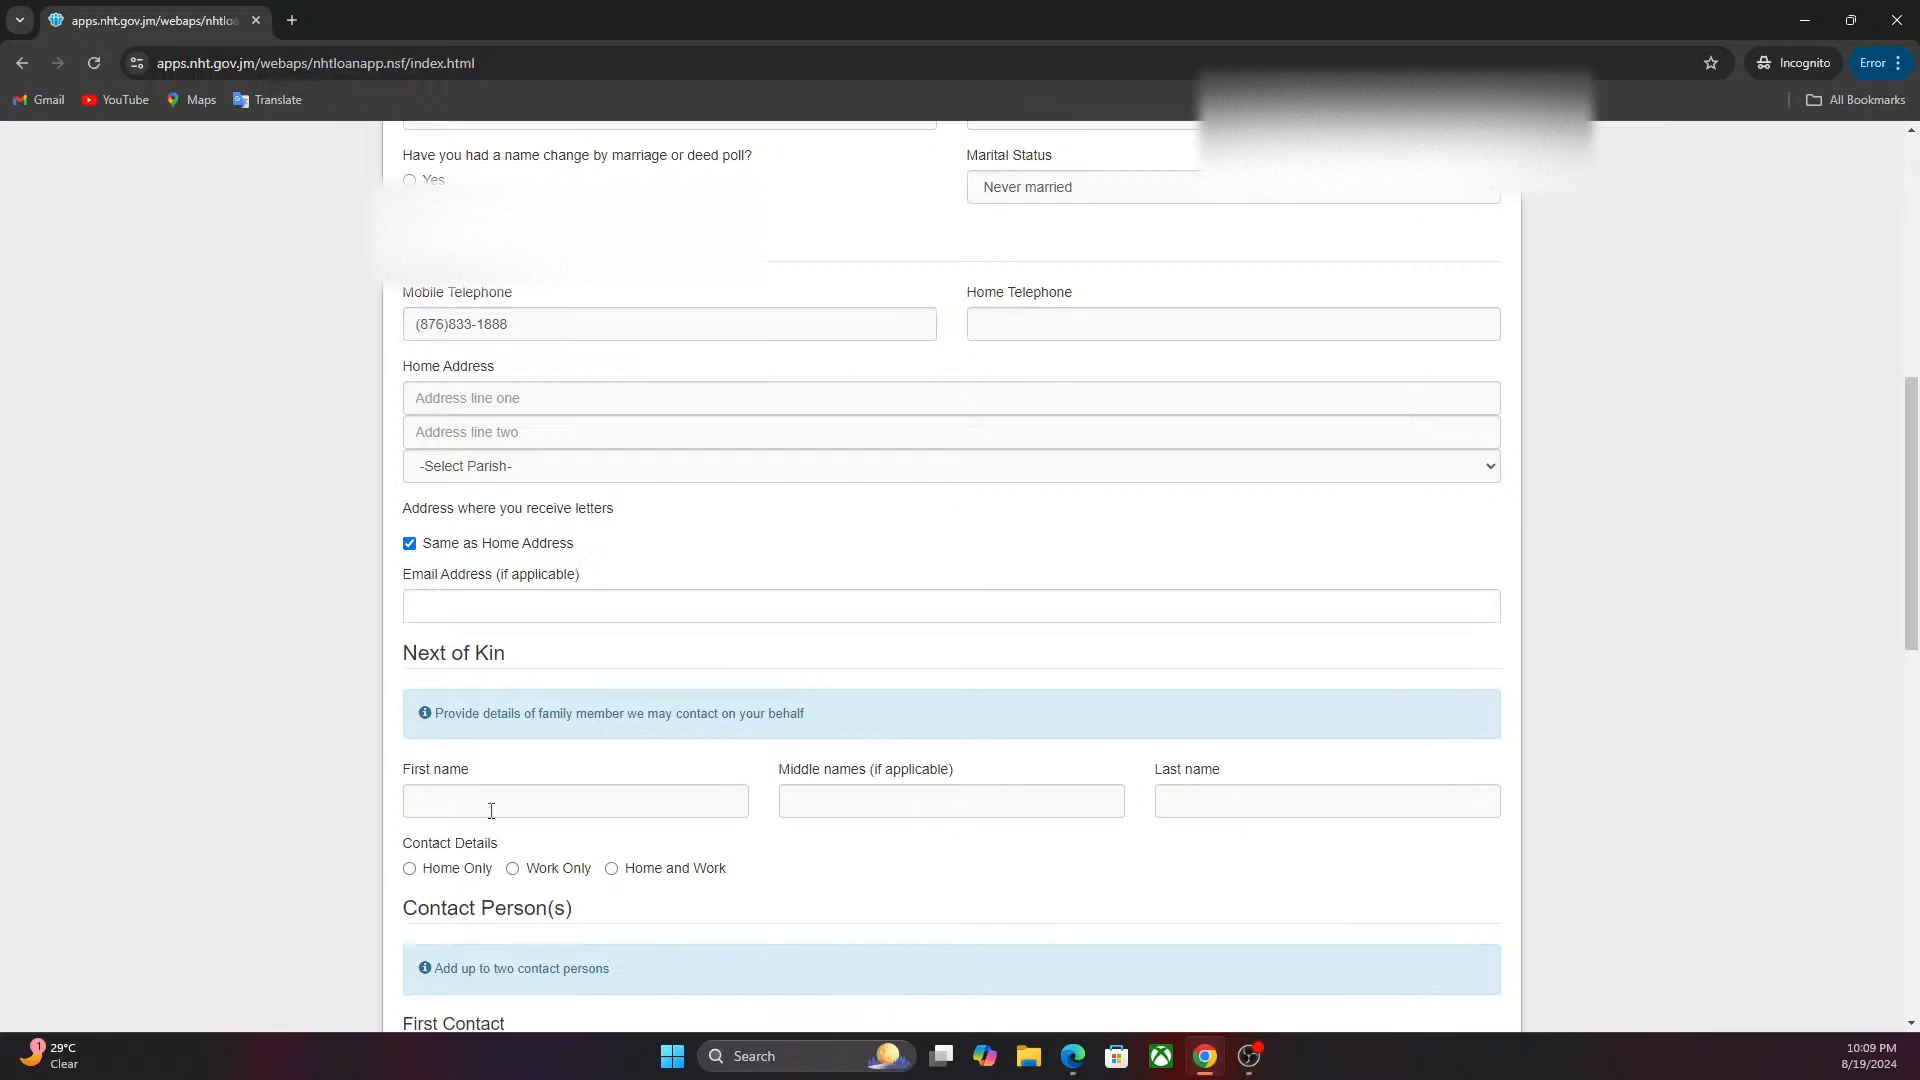 apps.nht.gov.jm/webaps/nhtloa
apps.nht.gov.jm/webaps/nhtloanapp.nsf/index.html
Incognito
Error
Gmail
YouTube
Maps
Translate
All Bookmarks
Have you had a name change by marriage or deed poll?
Marital Status
Yes
Never married
Mobile Telephone
Home Telephone
(876)833-1888
Home Address
Address line one
Address line two
-Select Parish-
Address where you receive letters
Same as Home Address
Email Address (if applicable)
Next of Kin
Provide details of family member we may contact on your behalf
First name
Middle names (if applicable)
Last name
Contact Details
Home Only
Work Only
Home and Work
Contact Person(s)
Add up to two contact persons
First Contact
1
29°C
Clear
Search
10:09 PM
8/19/2024